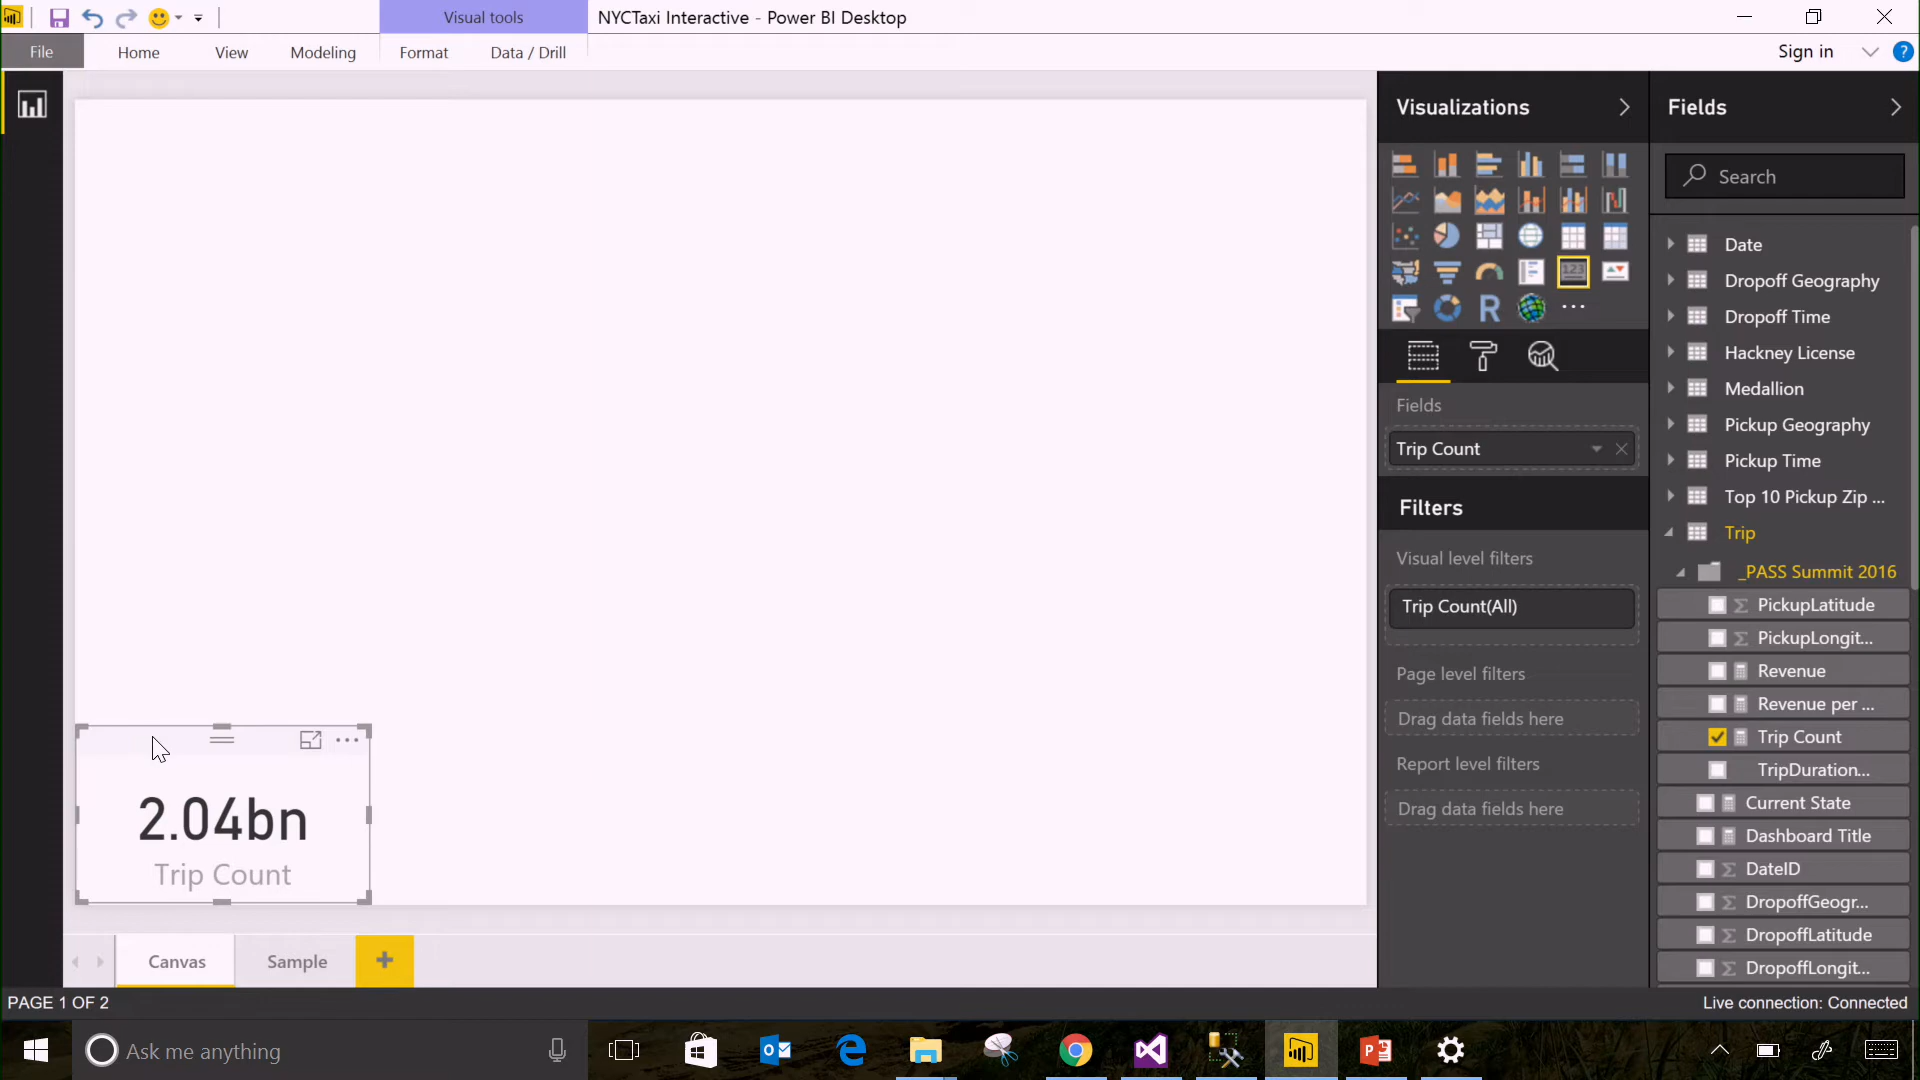 Visual tools
NYCTaxi Interactive - Power BI Desktop
File
Home
View
Modeling
Format
Data / Drill
Sign in
?
2.04bn
Trip Count
Canvas
Sample
+
PAGE 1 OF 2
Visualizations
R
Fields
Trip Count
Filters
Visual level filters
Trip Count(All)
Page level filters
Drag data fields here
Report level filters
Drag data fields here
Fields
Search
Date
Dropoff Geography
Dropoff Time
Hackney License
Medallion
Pickup Geography
Pickup Time
Top 10 Pickup Zip ...
Trip
_PASS Summit 2016
PickupLatitude
PickupLongit...
Revenue
Revenue per ...
Trip Count
TripDuration...
Current State
Dashboard Title
DateID
DropoffGeogr...
DropoffLatitude
DropoffLongit...
Live connection: Connected
Ask me anything